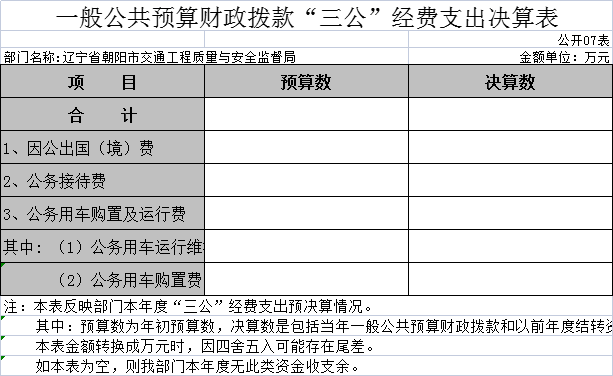 一般公共预算财政拨款“三公”经费支出决算表
公开07表
部门名称:辽宁省朝阳市交通工程质量与安全监督局 金额单位：万元
项 目 预算数 决算数
合 计
1、因公出国（境）费
2、公务接待费
3、公务用车购置及运行费
其中:（1）公务用车运行维
（2）公务用车购置费
注：本表反映部门本年度“三公”经费支出预决算情况。
其中：预算数为年初预算数，决算数是包括当年一般公共预算财政拨款和以前年度结转资
本表金额转换成万元时，因四舍五入可能存在尾差。
如本表为空，则我部门本年度无此类资金收支余。